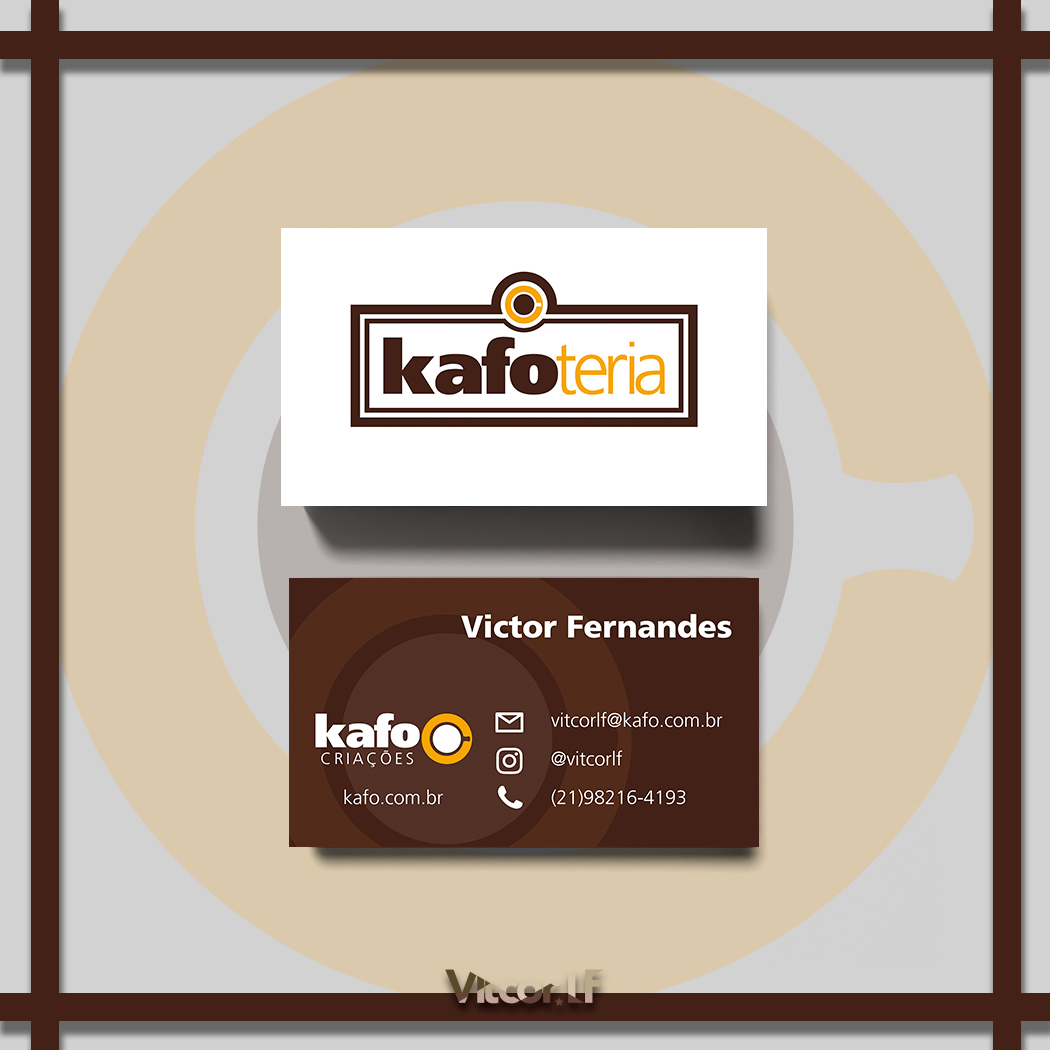 kafoteria
Victor Fernandes
kafo
CRIAÇÕES
kafo.com.br
vitcorlf@kafo.com.br
@vitcorlf
(21)98216-4193
Vitcor.LF